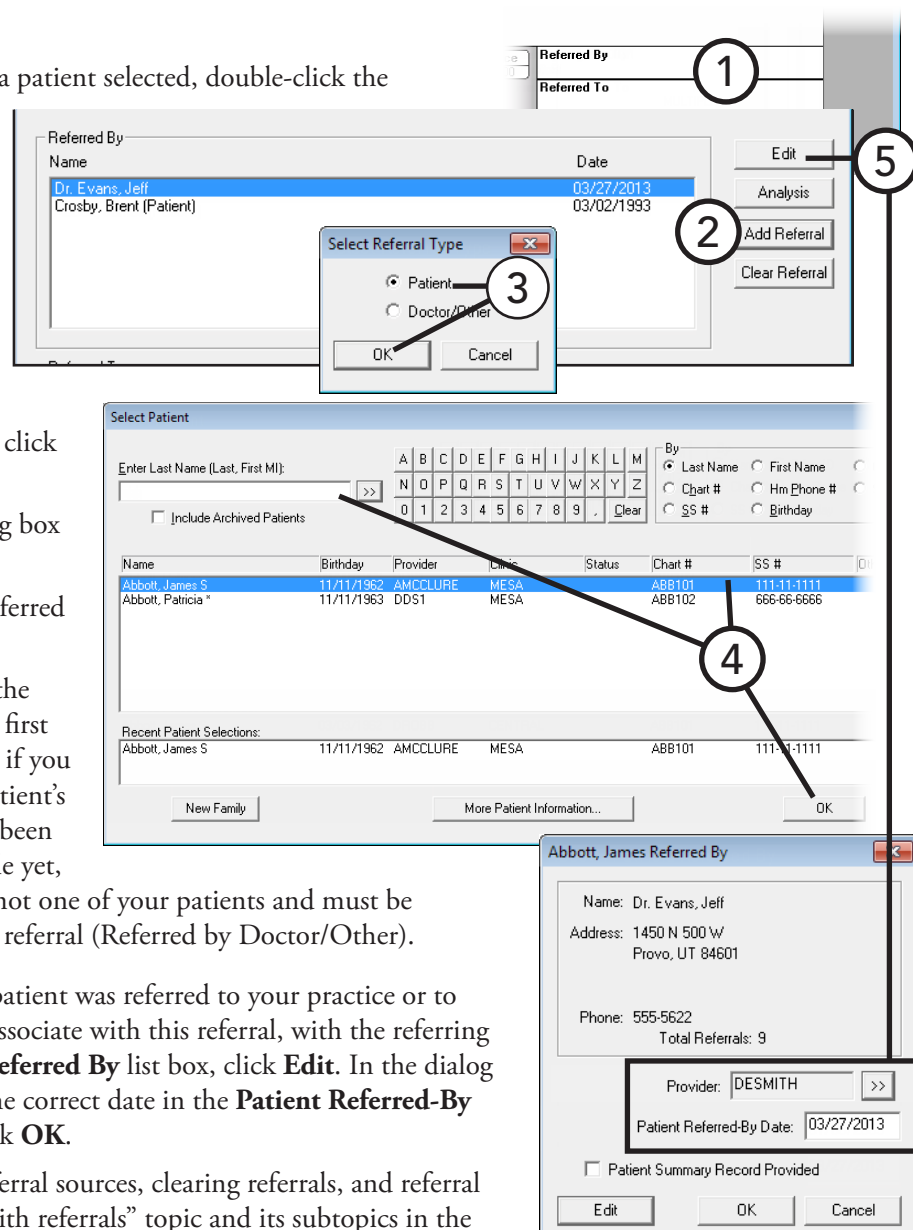 Referred By
1
Referred To
a patient selected, double-click the
Referred By
Name Date
Dr. Evans, Jeff 03/27/2013
Crosby, Brent (Patient) 03/02/1993
Edit
5
Analysis
2
Add Referral
Clear Referral
Select Referral Type
Patient
3
Doctor/Other
OK Cancel
click
g box
ferred
the
first
if you
tient's
been
e yet,
not one of your patients and must be
referral (Referred by Doctor/Other).
Select Patient
Enter Last Name (Last, First MI):
>>
Include Archived Patients
A B C D E F G H I J K L M
N O P Q R S T U V W X Y Z
0 1 2 3 4 5 6 7 8 9 , Clear
By
Last Name First Name
Chart # Hm Phone #
SS # Birthday
Name Birthday Provider Clinic Status Chart # SS #
Abbott, James S 11/11/1962 AMCCLURE MESA ABB101 111-11-1111
Abbott, Patricia * 11/11/1963 DDS1 MESA ABB102 666-66-6666
4
Recent Patient Selections:
Abbott, James S 11/11/1962 AMCCLURE MESA ABB101 111-11-1111
New Family More Patient Information... OK
patient was referred to your practice or to
ssociate with this referral, with the referring
eferred By list box, click Edit. In the dialog
ne correct date in the Patient Referred-By
k OK.
ferral sources, clearing referrals, and referral
ith referrals” topic and its subtopics in the
Abbott, James Referred By
Name: Dr. Evans, Jeff
Address: 1450 N 500 W
Provo, UT 84601
Phone: 555-5622
Total Referrals: 9
Provider: DESMITH >>
Patient Referred-By Date: 03/27/2013
Patient Summary Record Provided
Edit OK Cancel